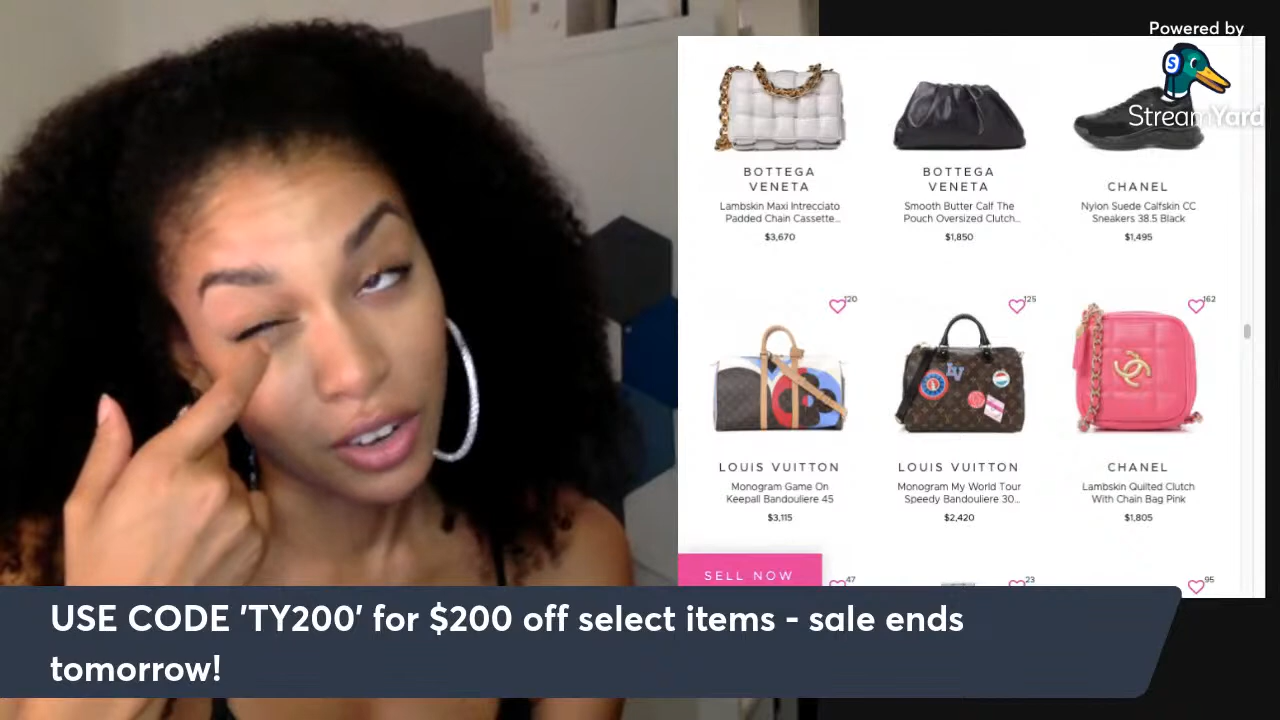 Powered by
StreamYard
BOTTEGA
VENETA
Lambskin Maxi Intrecciato
Padded Chain Cassette...
$3,670
BOTTEGA
VENETA
Smooth Butter Calf The
Pouch Oversized Clutch...
$1,850
CHANEL
Nylon Suede Calfskin CC
Sneakers 38.5 Black
$1,495
120
125
162
LOUIS VUITTON
Monogram Game On
Keepall Bandouliere 45
$3,115
LOUIS VUITTON
Monogram My World Tour
Speedy Bandouliere 30...
$2,420
CHANEL
Lambskin Quilted Clutch
With Chain Bag Pink
$1,805
SELL NOW
47
23
95
USE CODE 'TY200' for $200 off select items - sale ends
tomorrow!